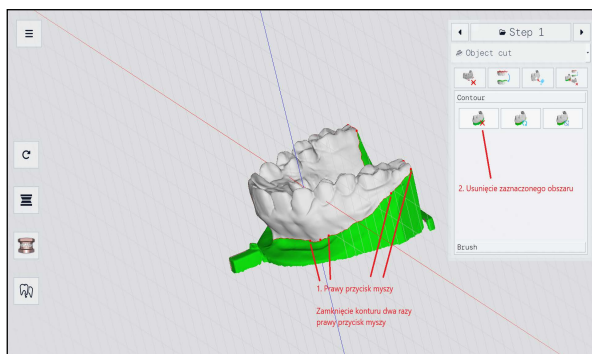 Step 1
Object cut
Contour
2. Usunięcie zaznaczonego obszaru
1. Prawy przycisk myszy
Zamknięcie konturu dwa razy
prawy przycisk myszy
Brush